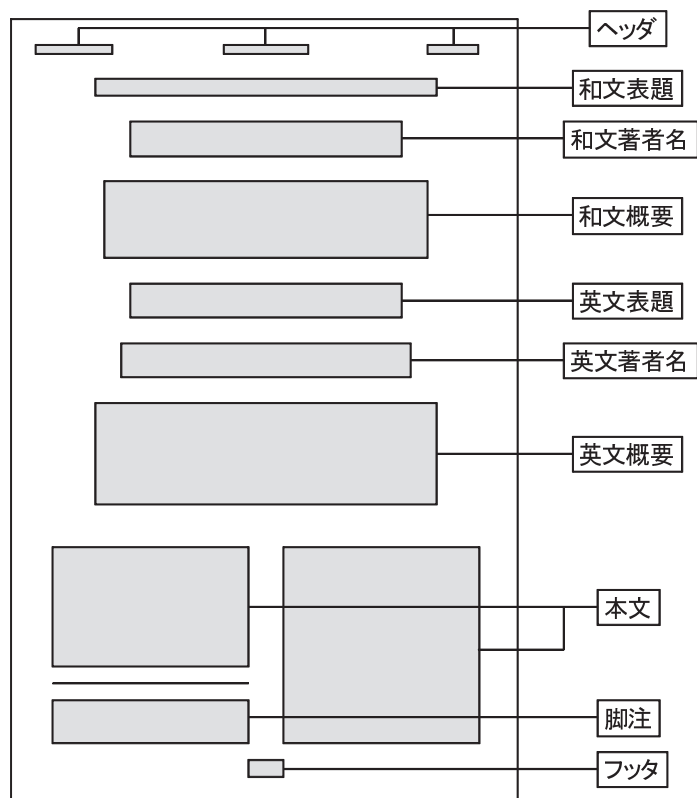 ヘッダ
和文表題
和文著者名
和文概要
英文表題
英文著者名
英文概要
本文
脚注
フッタ